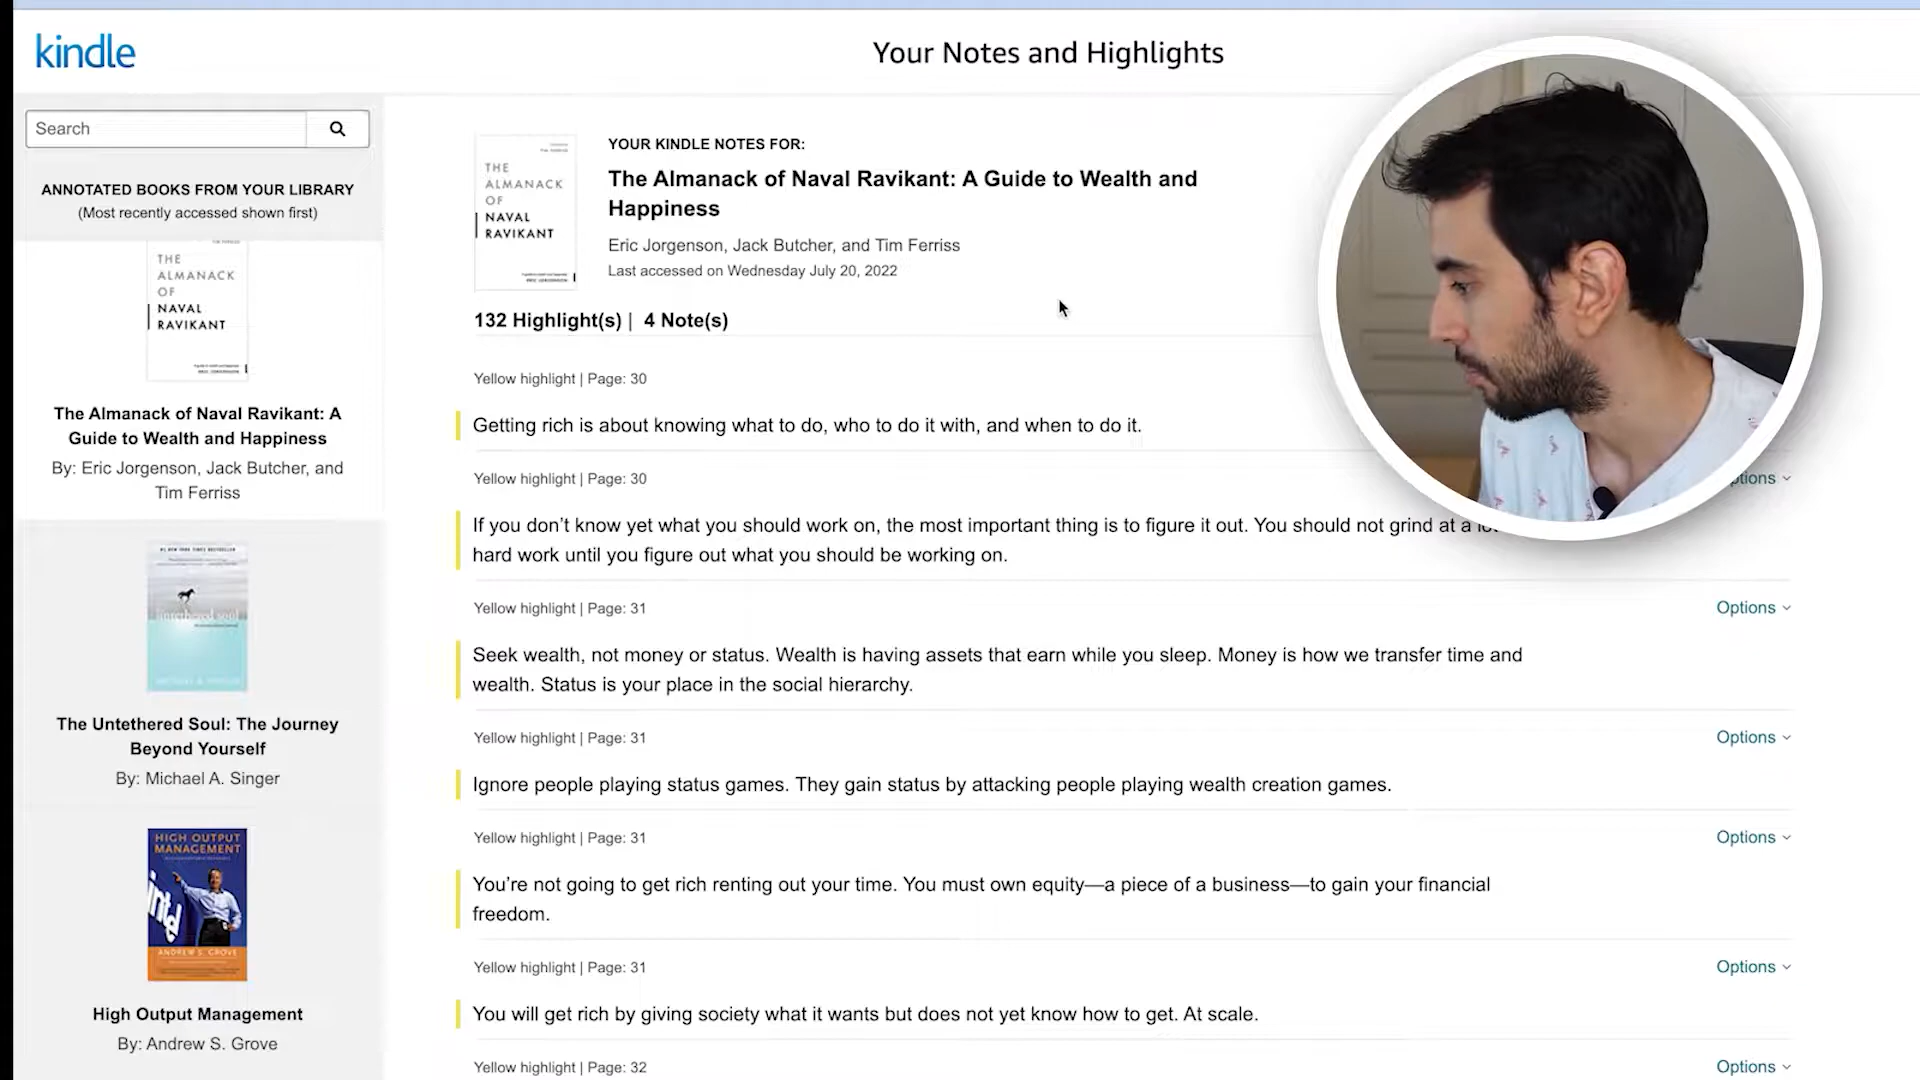 kindle
Your Notes and Highlights
Search
ANNOTATED BOOKS FROM YOUR LIBRARY
(Most recently accessed shown first)
THE
ALMANACK
OF
NAVAL
RAVIKANT
The Almanack of Naval Ravikant: A
Guide to Wealth and Happiness
By: Eric Jorgenson, Jack Butcher, and
Tim Ferriss
untethered soul
The Untethered Soul: The Journey
Beyond Yourself
By: Michael A. Singer
HIGH OUTPUT
MANAGEMENT
ANDREW S. GROVE
High Output Management
By: Andrew S. Grove
THE
ALMANACK
OF
NAVAL
RAVIKANT
YOUR KINDLE NOTES FOR:
The Almanack of Naval Ravikant: A Guide to Wealth and
Happiness
Eric Jorgenson, Jack Butcher, and Tim Ferriss
Last accessed on Wednesday July 20, 2022
132 Highlight(s) | 4 Note(s)
Yellow highlight | Page: 30
Getting rich is about knowing what to do, who to do it with, and when to do it.
Yellow highlight | Page: 30
If you don’t know yet what you should work on, the most important thing is to figure it out. You should not grind at a
hard work until you figure out what you should be working on.
Yellow highlight | Page: 31 Options
Seek wealth, not money or status. Wealth is having assets that earn while you sleep. Money is how we transfer time and
wealth. Status is your place in the social hierarchy.
Yellow highlight | Page: 31 Options
Ignore people playing status games. They gain status by attacking people playing wealth creation games.
Yellow highlight | Page: 31 Options
You’re not going to get rich renting out your time. You must own equity—a piece of a business—to gain your financial
freedom.
Yellow highlight | Page: 31 Options
You will get rich by giving society what it wants but does not yet know how to get. At scale.
Yellow highlight | Page: 32 Options